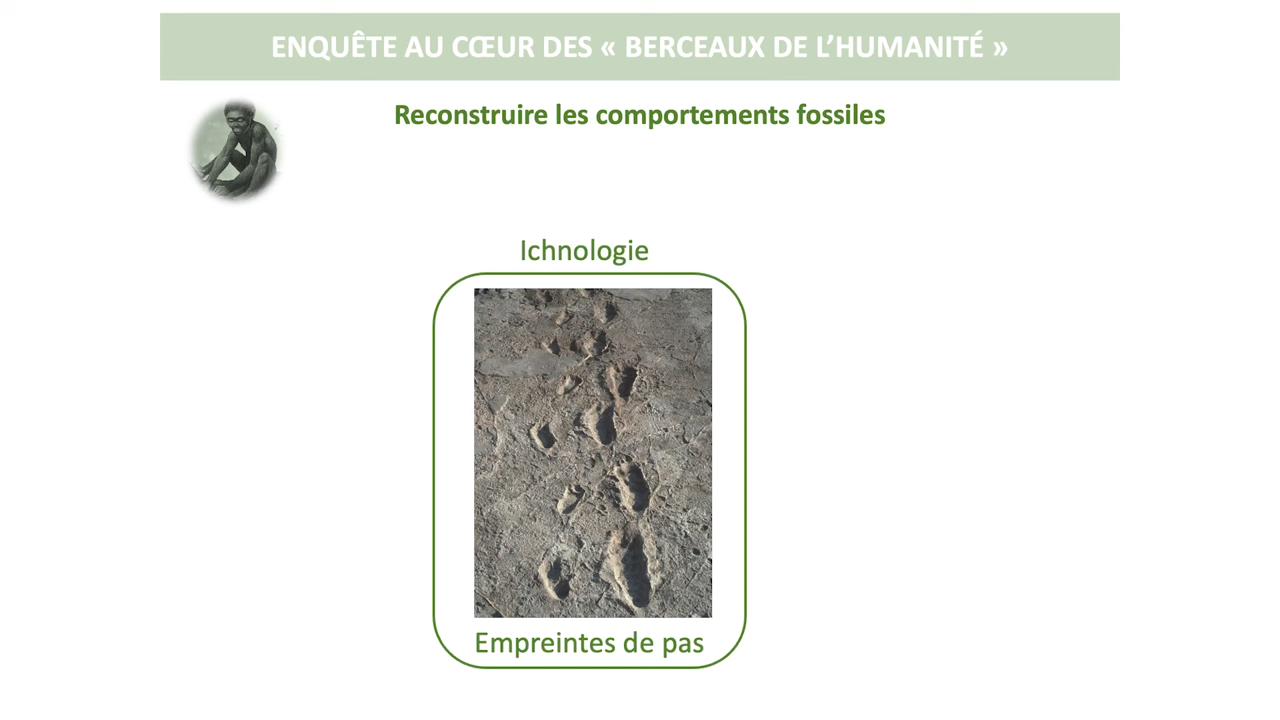 ENQUÊTE AU CŒUR DES « BERCEAUX DE L’HUMANITÉ »
Reconstruire les comportements fossiles
Ichnologie
Empreintes de pas